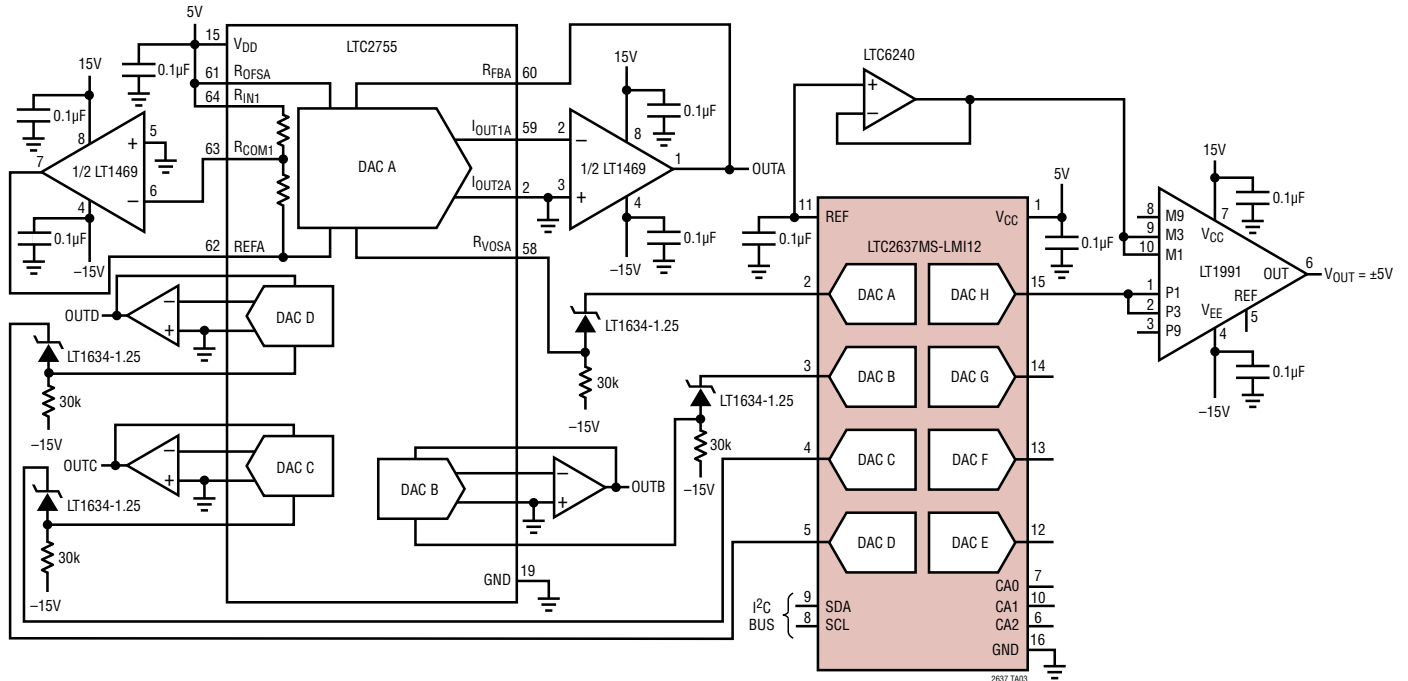 5V
15
VDD
LTC2755
0.1µF
61
ROFSA
64
RIN1
15V
0.1µF
8
5
+
7
1/2 LT1469
63
RCOM1
6
–
4
0.1µF
–15V
62
REFA
DAC A
RFBA
60
IOUT1A
59
IOUT2A
2
RVOSA
58
15V
0.1µF
8
2
–
1/2 LT1469
1
OUTA
3
+
4
0.1µF
–15V
LTC6240
+
–
5V
11
REF
VCC
1
0.1µF
0.1µF
LTC2637MS-LMI12
2
DAC A
DAC H
15
3
DAC B
DAC G
14
4
DAC C
DAC F
13
5
DAC D
DAC E
12
CA0
7
9
SDA
CA1
10
8
SCL
CA2
6
I2C
BUS
GND
16
15V
0.1µF
7
VCC
8
M9
9
M3
10
M1
LT1991
OUT
6
VOUT = ±5V
1
P1
2
P3
3
P9
REF
5
VEE
4
0.1µF
–15V
OUTD
–
+
DAC D
LT1634-1.25
30k
–15V
OUTC
–
+
DAC C
LT1634-1.25
30k
–15V
DAC B
–
+
OUTB
GND
19
LT1634-1.25
30k
–15V
LT1634-1.25
30k
–15V
2637 TA03